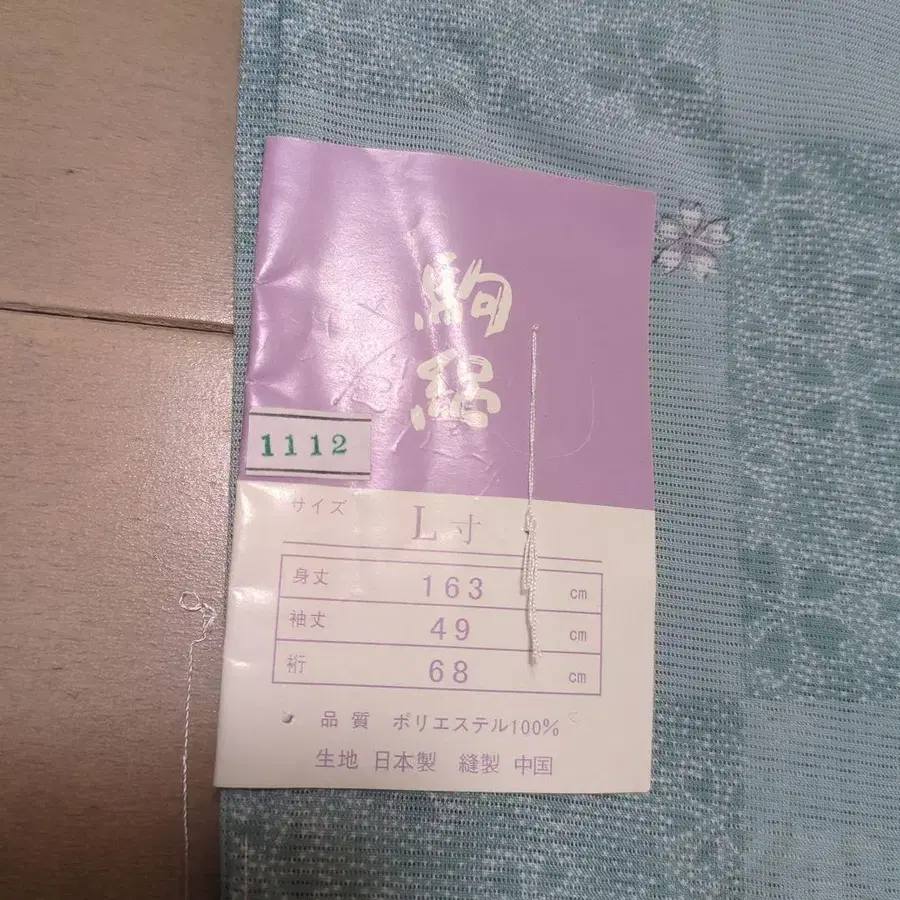 駒絽
1112
サイズ L寸
身丈 163 cm
袖丈 49 cm
裄 68 cm
品質 ポリエステル100%
生地 日本製 縫製 中国